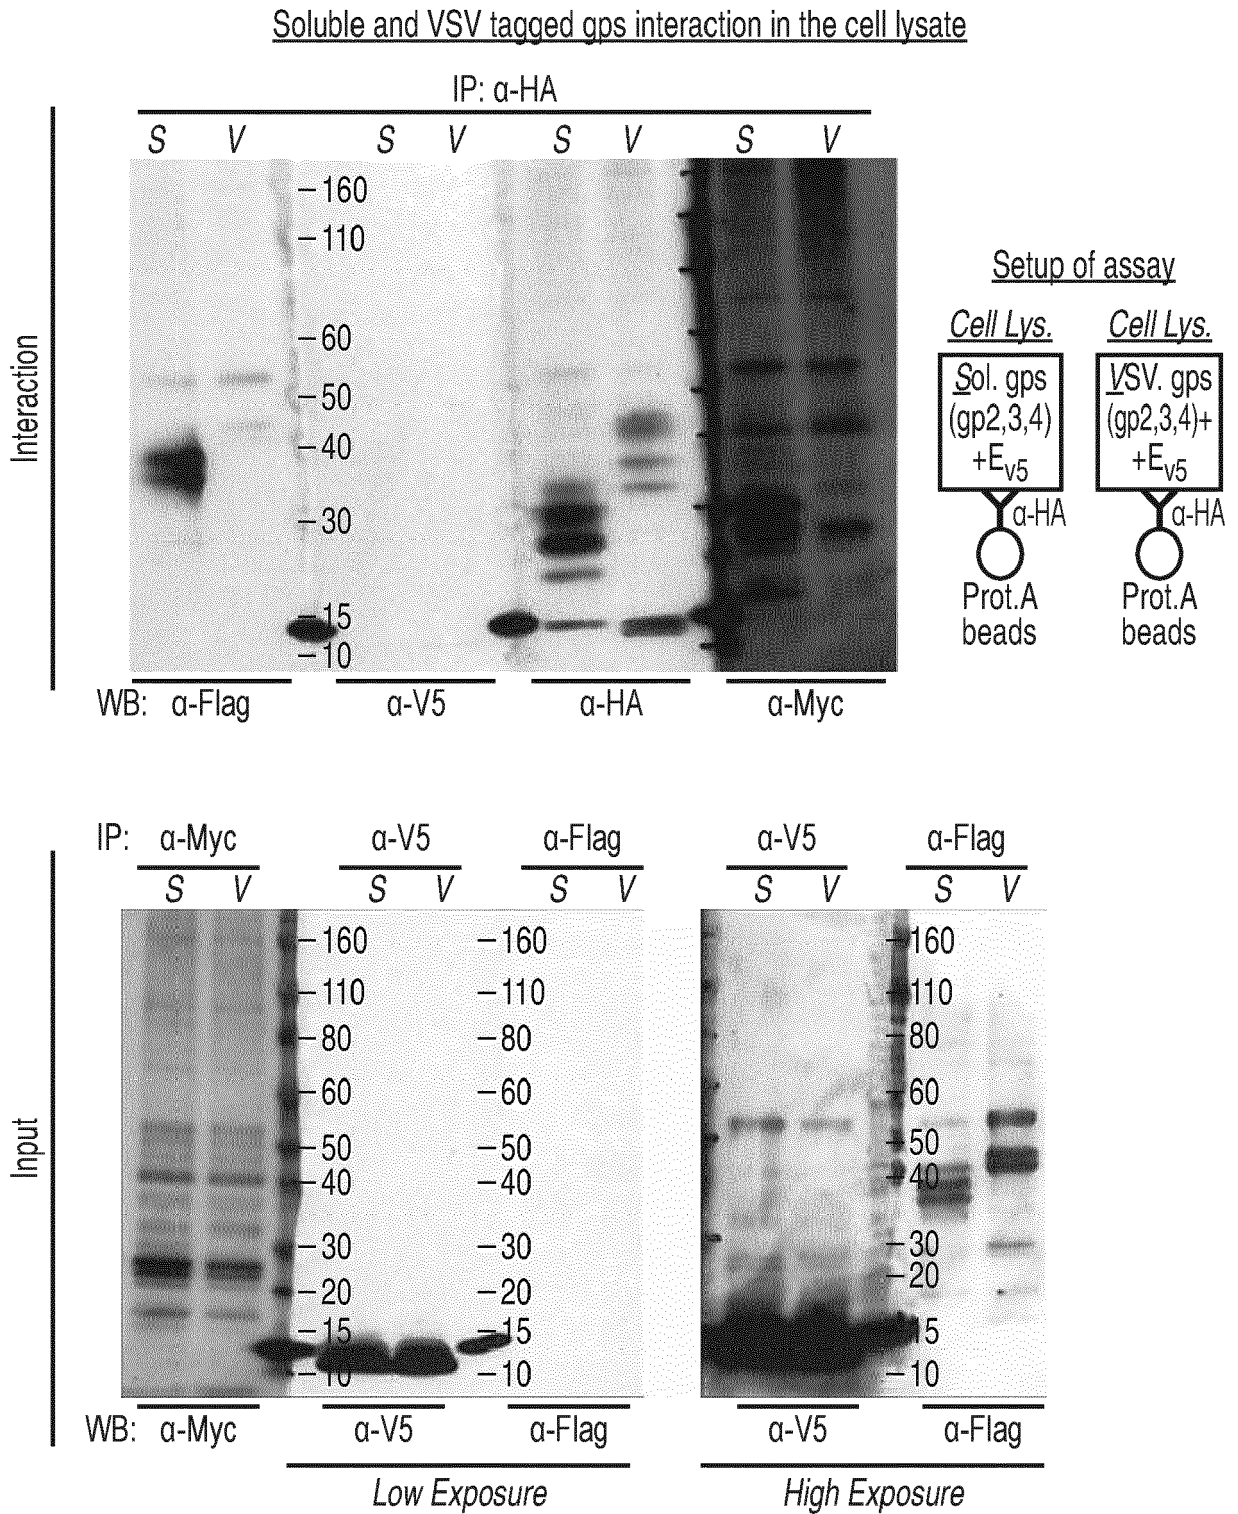 Soluble and VSV tagged gps interaction in the cell lysate
IP: α-HA
S V S V S V S V
Interaction
–160
–110
–60
–50
–40
–30
–15
–10
WB: α-Flag α-V5 α-HA α-Myc
Setup of assay
Cell Lys. Cell Lys.
Sol. gps
(gp2,3,4)
+Ev5
VSV. gps
(gp2,3,4)+
+Ev5
α-HA α-HA
Prot.A
beads
Prot.A
beads
IP: α-Myc α-V5 α-Flag α-V5 α-Flag
S V S V S V S V S V
Input
–160 –160 –160
–110 –110 –110
–80 –80 –80
–60 –60 –60
–50 –50 –50
–40 –40 –40
–30 –30 –30
–20 –20 –20
–15 –15 15
–10 –10 –10
WB: α-Myc α-V5 α-Flag α-V5 α-Flag
Low Exposure High Exposure